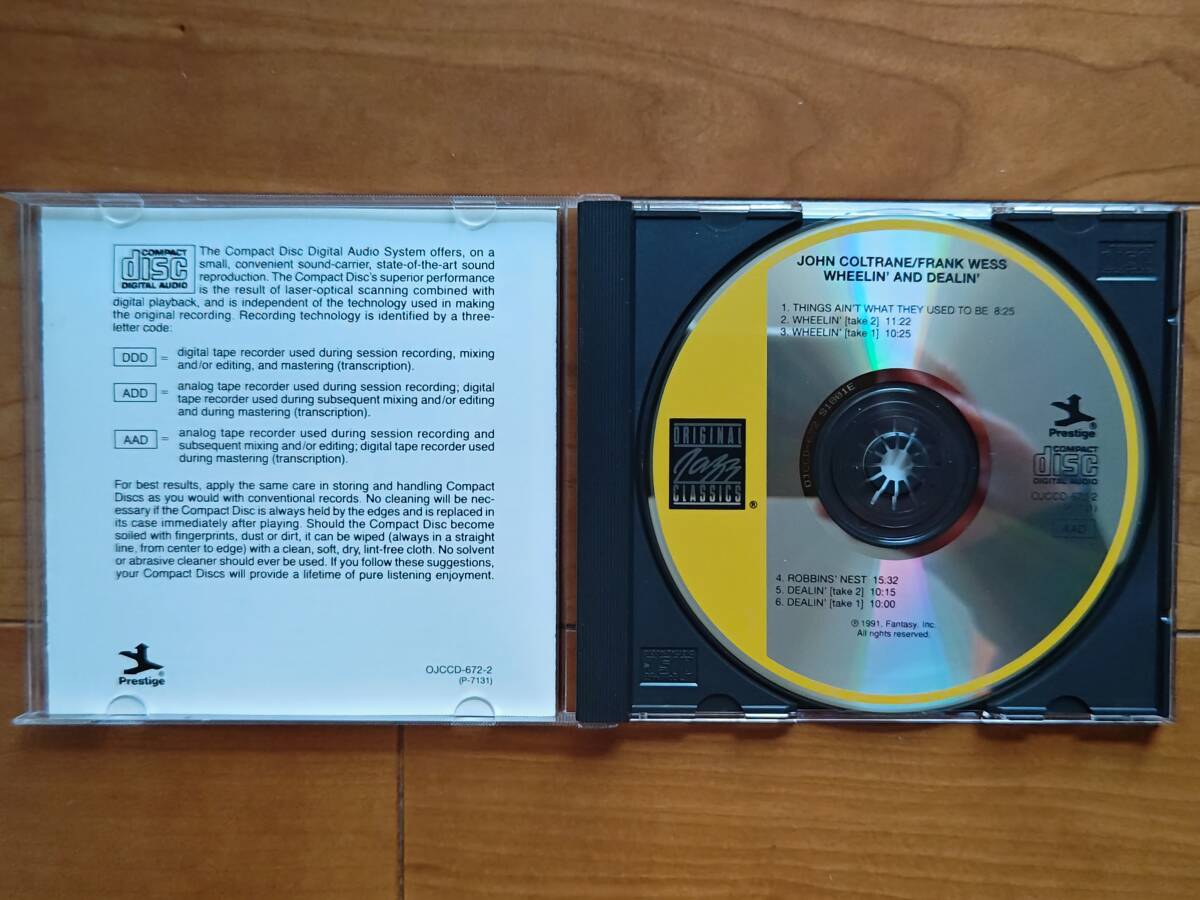 COMPACT
disc
DIGITAL AUDIO
The Compact Disc Digital Audio System offers, on a
small, convenient sound-carrier, state-of-the-art sound
reproduction. The Compact Disc's superior performance
is the result of laser-optical scanning combined with
digital playback, and is independent of the technology used in making
the original recording. Recording technology is identified by a three-
letter code:
DDD = digital tape recorder used during session recording, mixing
and/or editing, and mastering (transcription).
ADD = analog tape recorder used during session recording; digital
tape recorder used during subsequent mixing and/or editing
and during mastering (transcription).
AAD = analog tape recorder used during session recording and
subsequent mixing and/or editing; digital tape recorder used
during mastering (transcription).
For best results, apply the same care in storing and handling Compact
Discs as you would with conventional records. No cleaning will be nec-
essary if the Compact Disc is always held by the edges and is replaced in
its case immediately after playing. Should the Compact Disc become
soiled with fingerprints, dust or dirt, it can be wiped (always in a straight
line, from center to edge) with a clean, soft, dry, lint-free cloth. No solvent
or abrasive cleaner should ever be used. If you follow these suggestions,
your Compact Discs will provide a lifetime of pure listening enjoyment.
Prestige
OJCCD-672-2
(P-7131)
JOHN COLTRANE/FRANK WESS
WHEELIN' AND DEALIN'
1. THINGS AIN'T WHAT THEY USED TO BE 8:25
2. WHEELIN' [take 2] 11:22
3. WHEELIN' [take 1] 10:25
ORIGINAL
Jazz
CLASSICS
®
Prestige
COMPACT
disc
DIGITAL AUDIO
OJCCD-672-2
AAD
4. ROBBINS' NEST 15:32
5. DEALIN' [take 2] 10:15
6. DEALIN' [take 1] 10:00
℗ 1991, Fantasy, Inc.
All rights reserved.